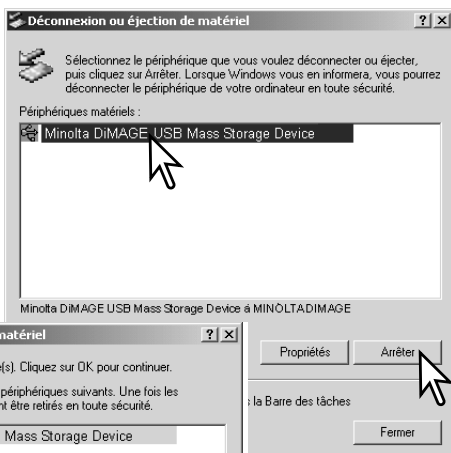 Déconnexion ou éjection de matériel
Sélectionnez le périphérique que vous voulez déconnecter ou éjecter,
puis cliquez sur Arrêter. Lorsque Windows vous en informera, vous pourrez
déconnecter le périphérique de votre ordinateur en toute sécurité.
Périphériques matériels :
Minolta DiMAGE USB Mass Storage Device
Minolta DiMAGE USB Mass Storage Device á MINOLTADIMAGE
Propriétés
Arrêter
la Barre des tâches
Fermer
matériel
(s). Cliquez sur OK pour continuer.
périphériques suivants. Une fois les
t être retirés en toute sécurité.
Mass Storage Device